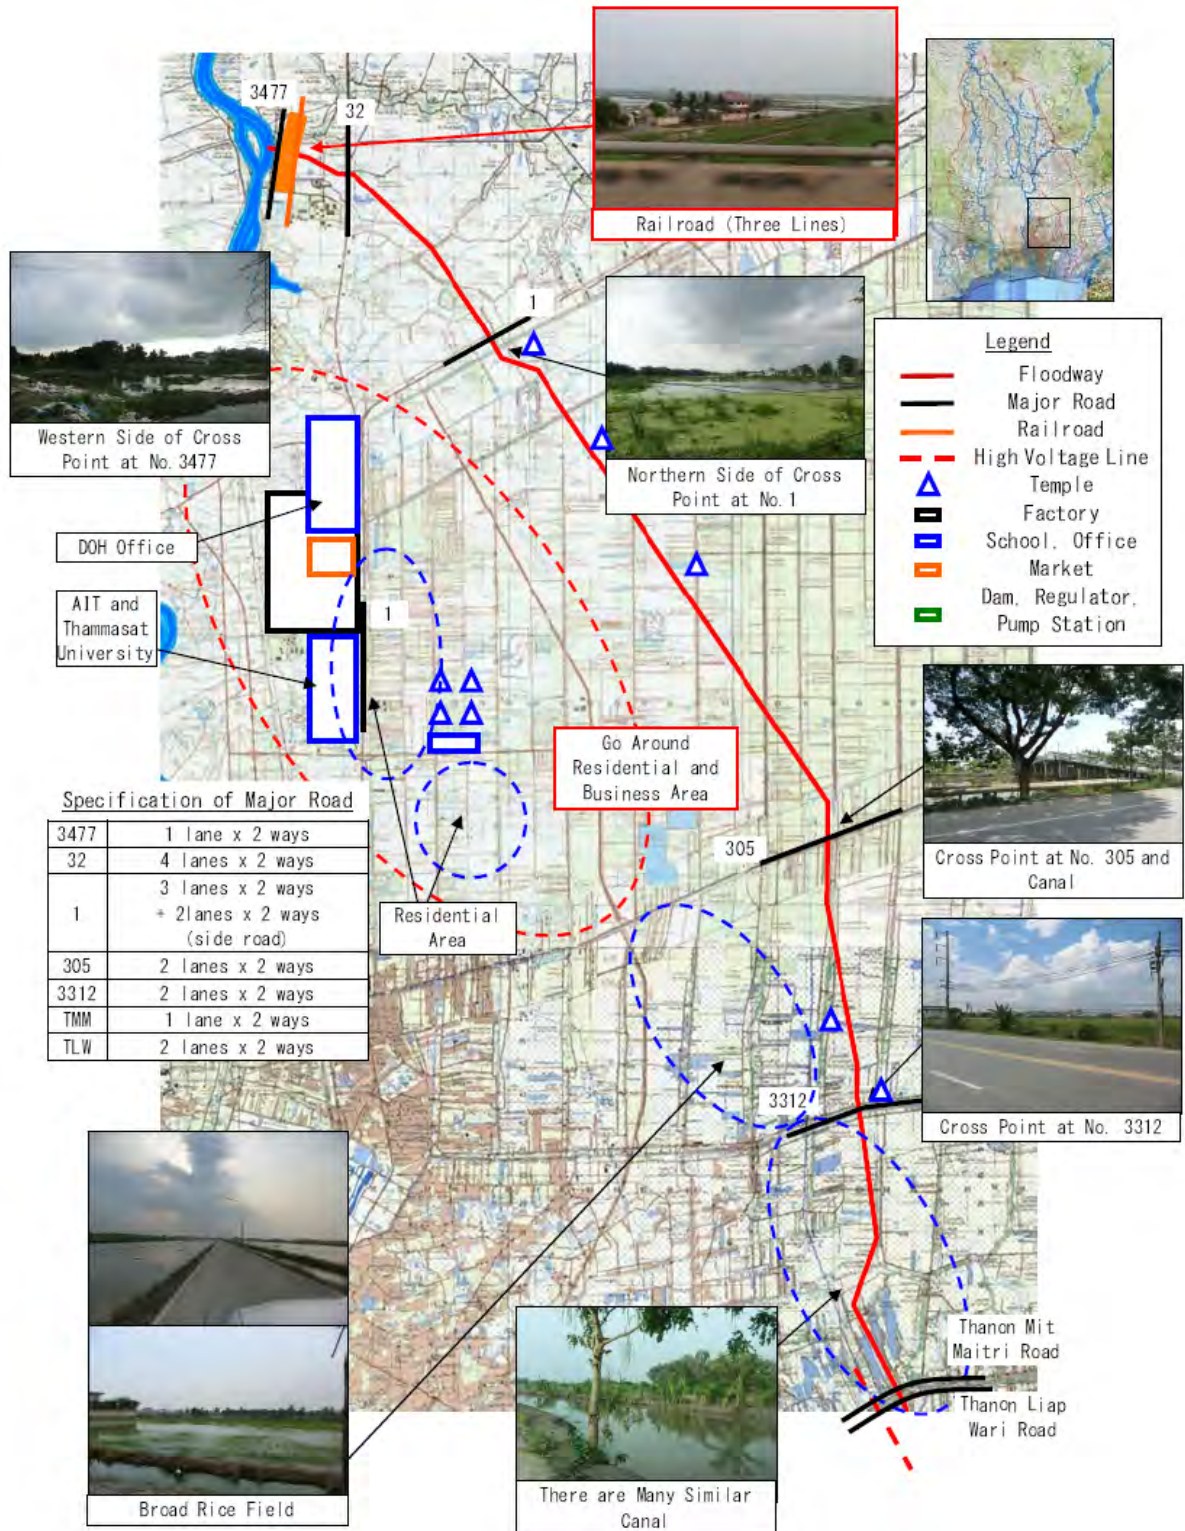 3477
32
Railroad (Three Lines)
1
Western Side of Cross
Point at No.3477
Northern Side of Cross
Point at No.1
Legend
Floodway
Major Road
Railroad
High Voltage Line
Temple
Factory
School, Office
Market
Dam, Regulator,
Pump Station
DOH Office
AIT and
Thammasat
University
1
Go Around
Residential and
Business Area
305
Cross Point at No. 305 and
Canal
Specification of Major Road
3477 1 lane x 2 ways
32 4 lanes x 2 ways
1 3 lanes x 2 ways
+ 2lanes x 2 ways
(side road)
305 2 lanes x 2 ways
3312 2 lanes x 2 ways
TMM 1 lane x 2 ways
TLW 2 lanes x 2 ways
Residential
Area
3312
Cross Point at No. 3312
Thanon Mit
Maitri Road
Thanon Liap
Wari Road
Broad Rice Field
There are Many Similar
Canal